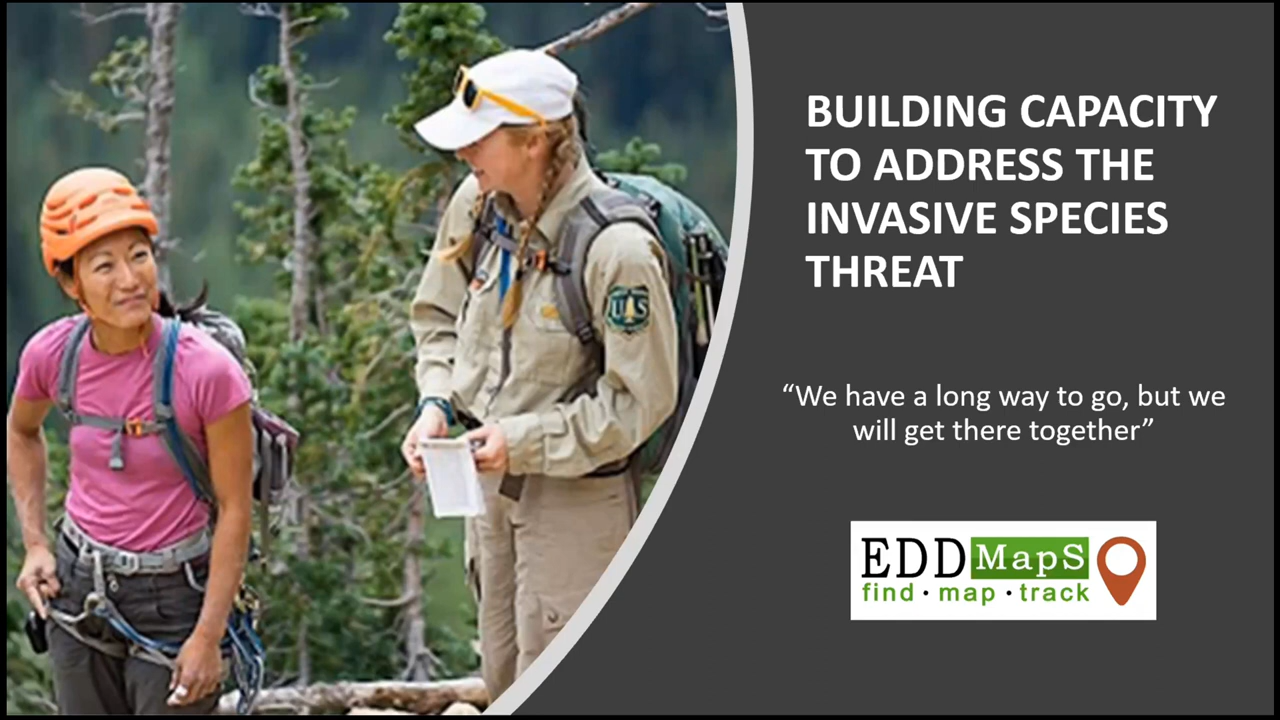 BUILDING CAPACITY
TO ADDRESS THE
INVASIVE SPECIES
THREAT
“We have a long way to go, but we
will get there together”
EDDMapS
find · map · track
US